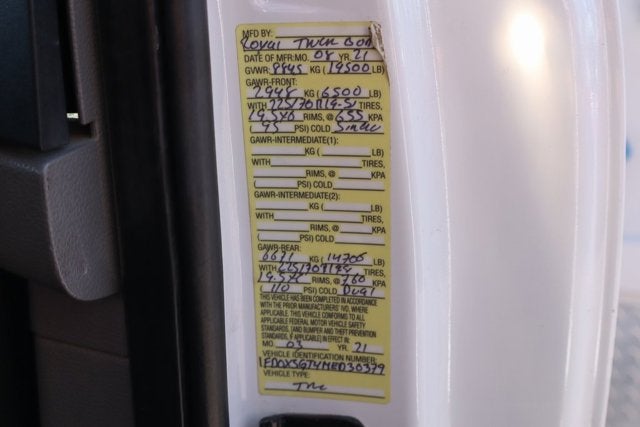 MFD BY:
Royal Truck Body
DATE OF MFR: MO. 08 YR. 21
GVWR: 8845 KG (19500 LB)
GAWR-FRONT:
2948 KG (6500 LB)
WITH 225/70R19.5 TIRES,
19.5x6 RIMS, @ 655 KPA
(95 PSI) COLD Single
GAWR-INTERMEDIATE(1):
KG ( LB)
WITH TIRES,
RIMS, @ KPA
( PSI) COLD
GAWR-INTERMEDIATE(2):
KG ( LB)
WITH TIRES,
RIMS, @ KPA
( PSI) COLD
GAWR-REAR:
6671 KG (14706 LB)
WITH 225/70R19.5 TIRES,
19.5x6 RIMS, @ 760 KPA
(110 PSI) COLD Dual
THIS VEHICLE HAS BEEN COMPLETED IN ACCORDANCE
WITH THE PRIOR MANUFACTURERS' IVD, WHERE
APPLICABLE. THIS VEHICLE CONFORMS TO ALL
APPLICABLE FEDERAL MOTOR VEHICLE SAFETY
STANDARDS, (AND BUMPER AND THEFT PREVENTION
STANDARDS, IF APPLICABLE) IN EFFECT IN:
MO. 03 YR. 21
VEHICLE IDENTIFICATION NUMBER:
1FD0X5GT4MED30379
VEHICLE TYPE: